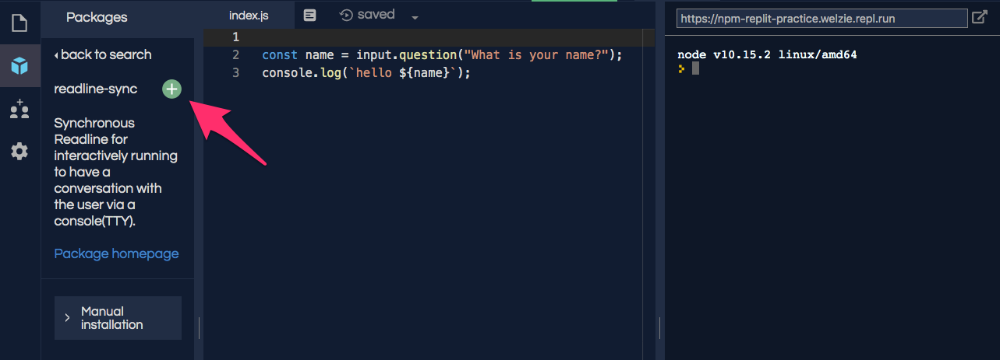 Packages
back to search
readline-sync
Synchronous
Readline for
interactively running
to have a
conversation with
the user via a
console(TTY).
Package homepage
Manual
installation
index.js
saved
1
2 const name = input.question("What is your name?");
3 console.log(`hello ${name}`);
https://npm-replit-practice.welzie.repl.run
node v10.15.2 linux/amd64